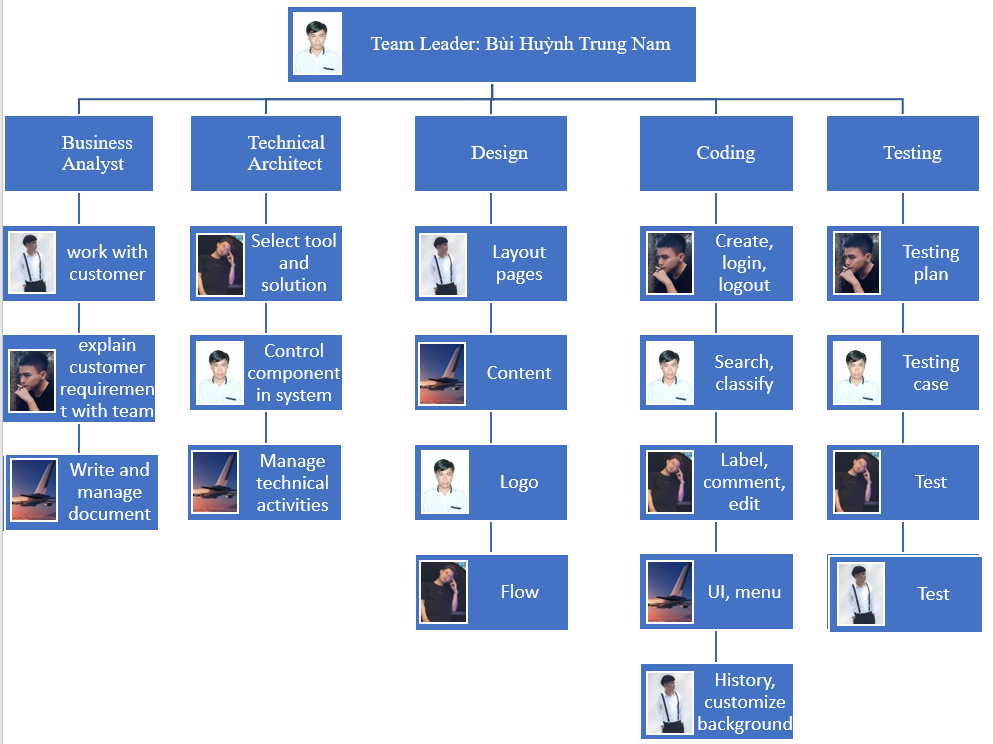 Team Leader: Bùi Huỳnh Trung Nam
Business
Analyst
work with
customer
explain
customer
requiremen
t with team
Write and
manage
document
Technical
Architect
Select tool
and
solution
Control
component
in system
Manage
technical
activities
Design
Layout
pages
Content
Logo
Flow
Coding
Create,
login,
logout
Search,
classify
Label,
comment,
edit
UI, menu
History,
customize
background
Testing
Testing
plan
Testing
case
Test
Test